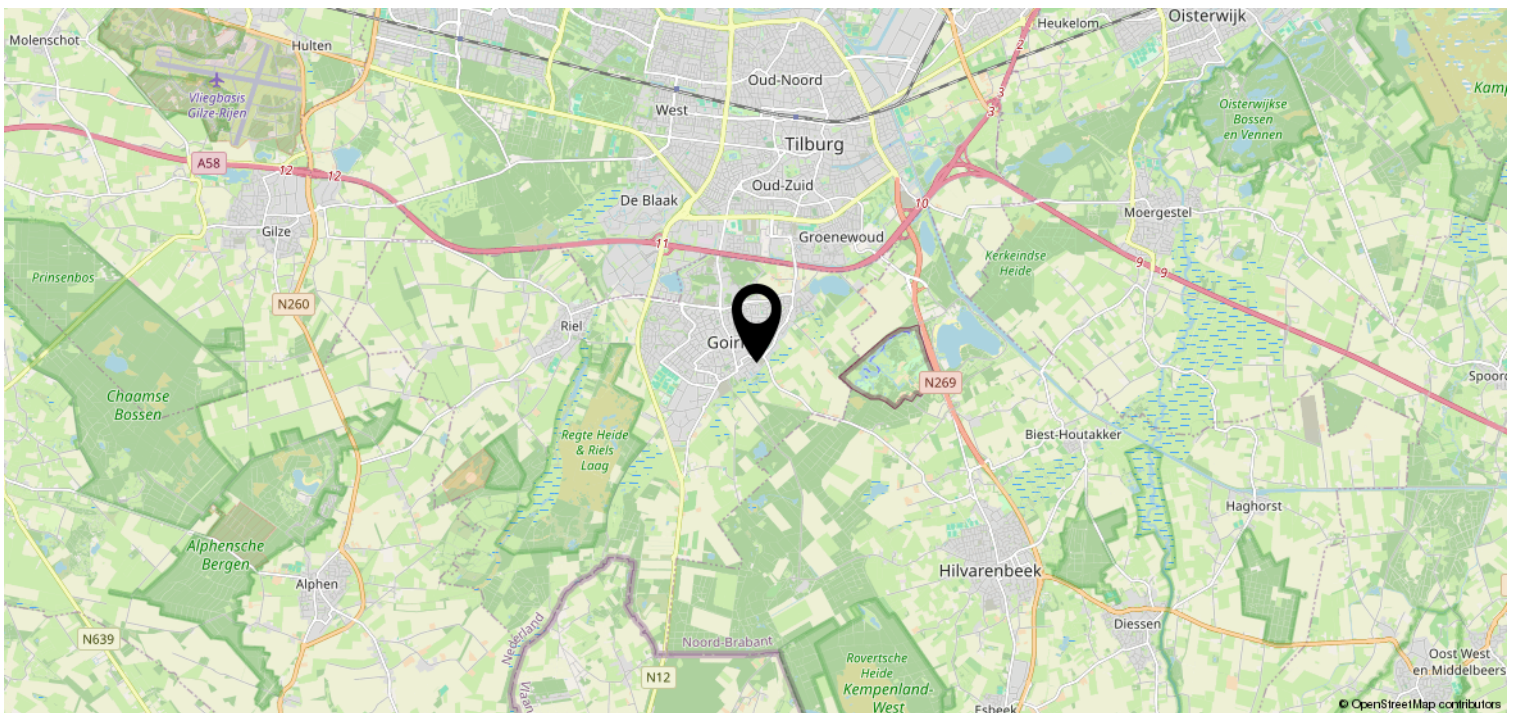 Molenschot
Hulten
Heukelom
Oisterwijk
2
Oud-Noord
Vliegbasis
Gilze-Rijen
West
3
3
Oisterwijkse
Bossen
en Vennen
Tilburg
A58
12
12
Oud-Zuid
De Blaak
10
Moergestel
Gilze
11
Groenewoud
Kerkeindse
Heide
9
9
Prinsenbos
N260
Riel
N269
Chaamse
Bossen
Regte Heide
& Riels
Laag
Biest-Houtakker
Haghorst
Alphensche
Bergen
Alphen
Hilvarenbeek
Diessen
Nederland
N639
Noord-Brabant
Oost West
en Middelbeers
Rovertsche
Heide
Kempenland-
West
N12
Esbeek
© OpenStreetMap contributors